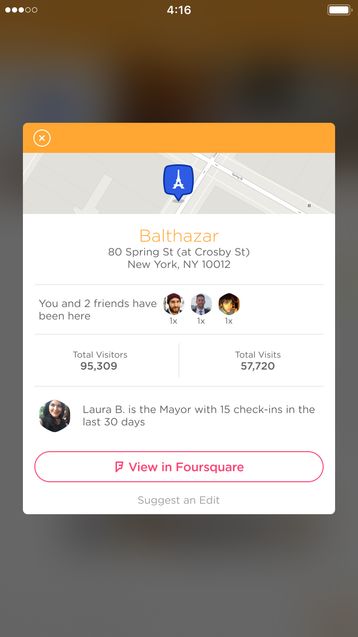 4:16
Balthazar
80 Spring St (at Crosby St)
New York, NY 10012
You and 2 friends have
been here
1x 1x 1x
Total Visitors Total Visits
95,309 57,720
Laura B. is the Mayor with 15 check-ins in the
last 30 days
View in Foursquare
Suggest an Edit